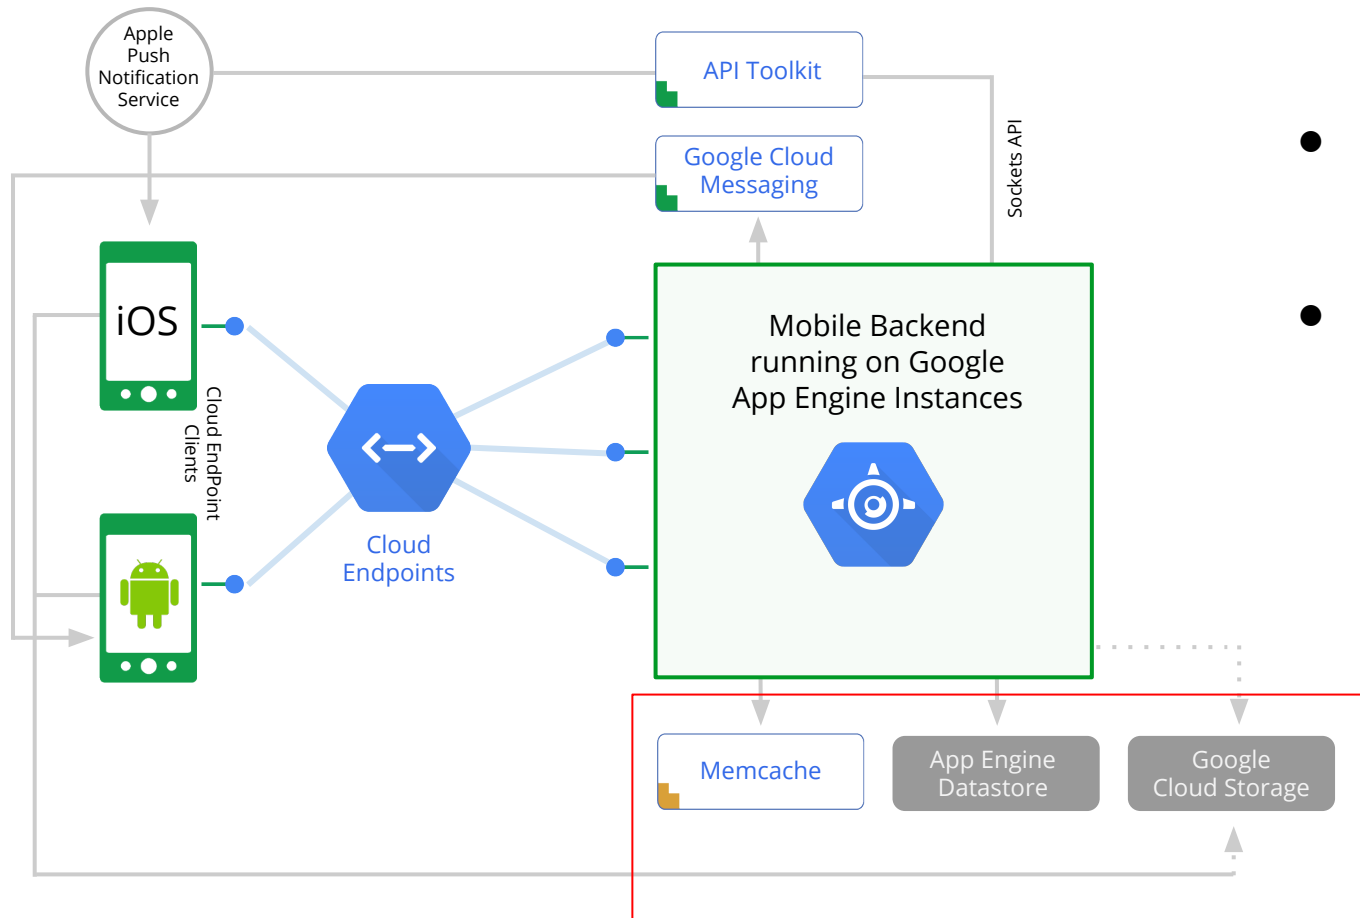 Apple
Push
Notification
Service
API Toolkit
Google Cloud
Messaging
Sockets API
iOS
Cloud EndPoint
Clients
Cloud
Endpoints
Mobile Backend
running on Google
App Engine Instances
Memcache
App Engine
Datastore
Google
Cloud Storage